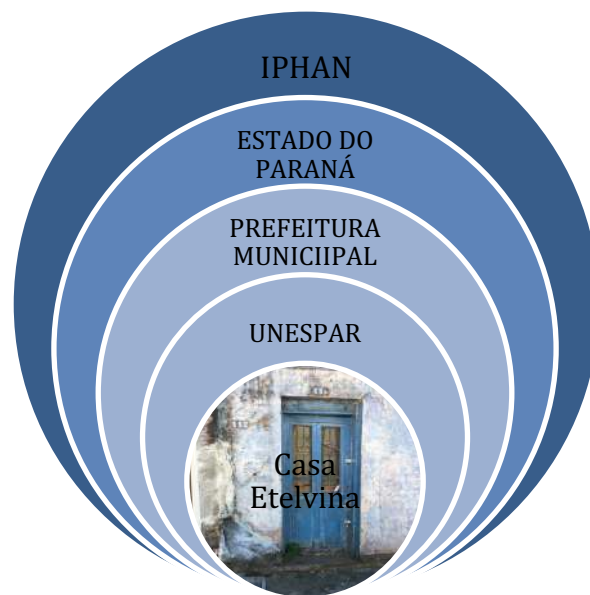 IPHAN
ESTADO DO
PARANÁ
PREFEITURA
MUNICIIPAL
UNESPAR
Casa
Etelvina